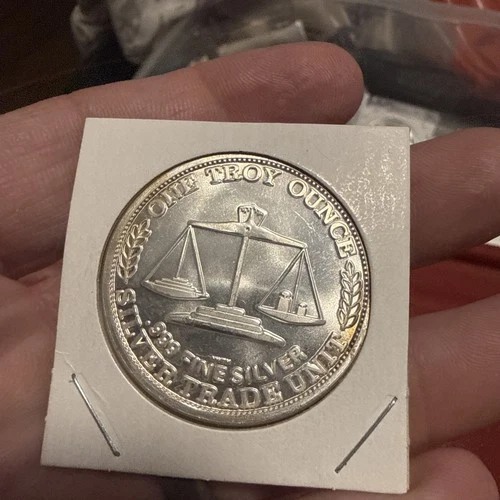 ONE TROY OUNCE
.999 FINE SILVER
SILVER TRADE UNIT